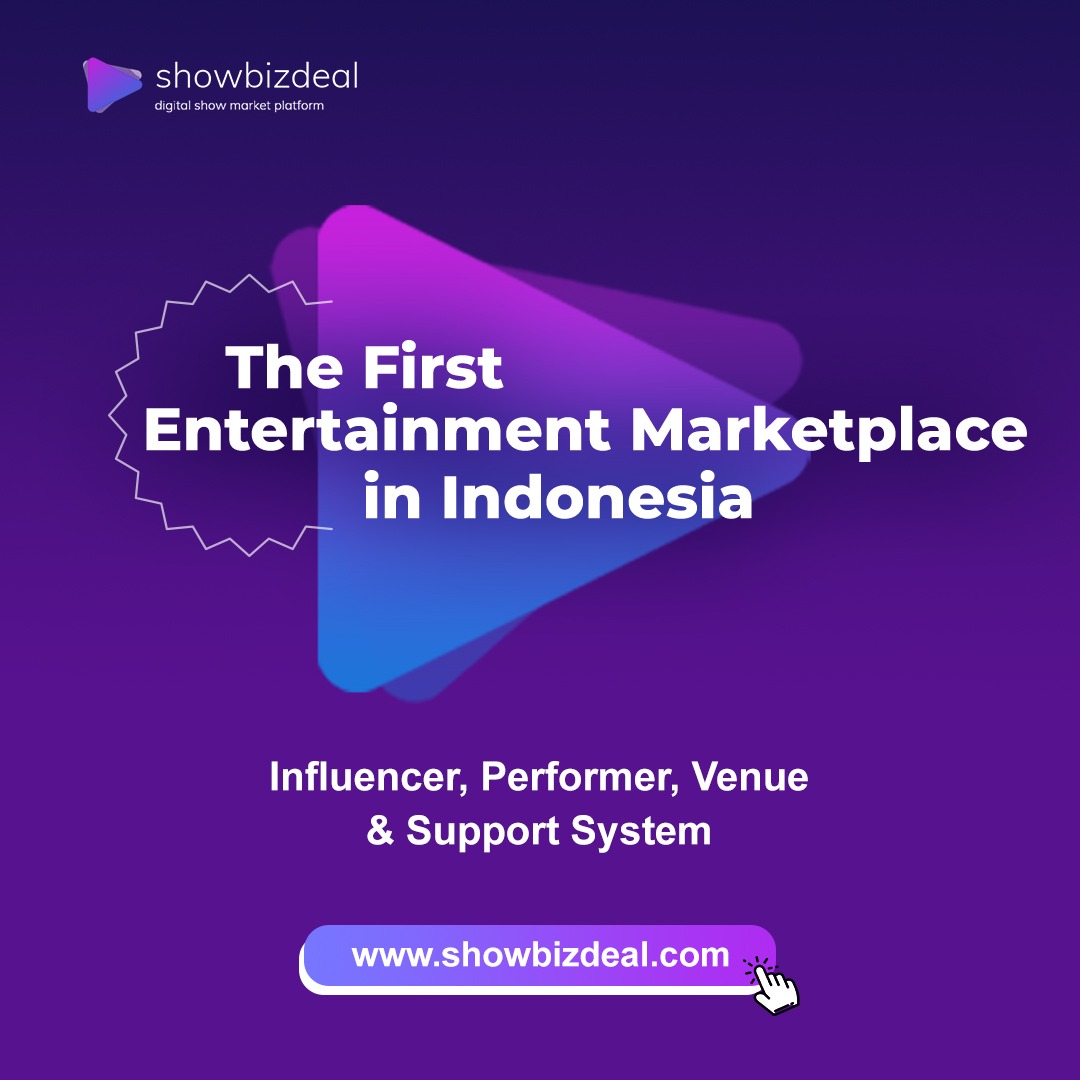 showbizdeal
digital show market platform
The First
Entertainment Marketplace
in Indonesia
Influencer, Performer, Venue
& Support System
www.showbizdeal.com